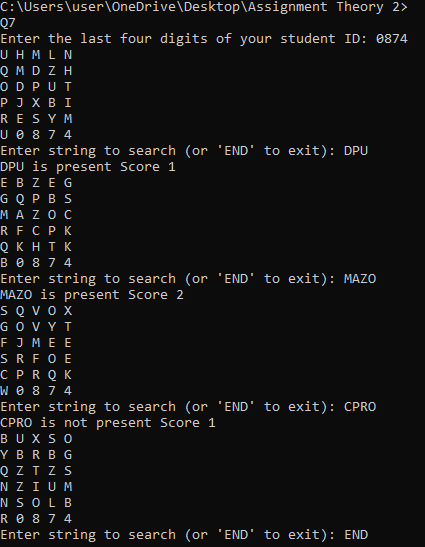 C:\Users\user\OneDrive\Desktop\Assignment Theory 2>
Q7
Enter the last four digits of your student ID: 0874
U H M L N
Q M D Z H
O D P U T
P J X B I
R E S Y M
U 0 8 7 4
Enter string to search (or 'END' to exit): DPU
DPU is present Score 1
E B Z E G
G Q P B S
M A Z O C
R F C P K
Q K H T K
B 0 8 7 4
Enter string to search (or 'END' to exit): MAZO
MAZO is present Score 2
S Q V O X
G O V Y T
F J M E E
S R F O E
C P R Q K
W 0 8 7 4
Enter string to search (or 'END' to exit): CPRO
CPRO is not present Score 1
B U X S O
Y B R B G
Q Z T Z S
N Z I U M
N S O L B
R 0 8 7 4
Enter string to search (or 'END' to exit): END